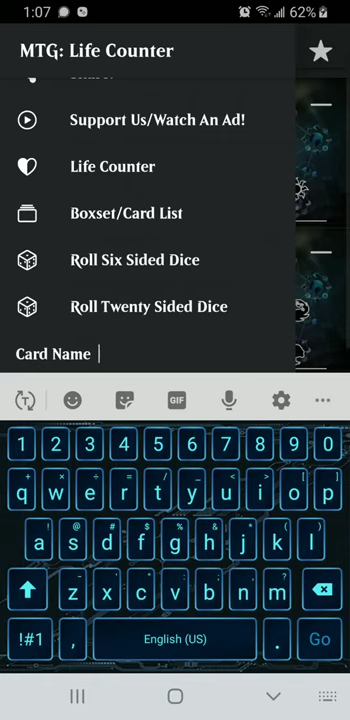 1:07
62%
MTG: Life Counter
Support Us/Watch An Ad!
Life Counter
Boxset/Card List
Roll Six Sided Dice
Roll Twenty Sided Dice
Card Name
T GIF
1 2 3 4 5 6 7 8 9 0
q w e r t y u i o p
a s d f g h j k l
z x c v b n m
!#1 , English (US) . Go